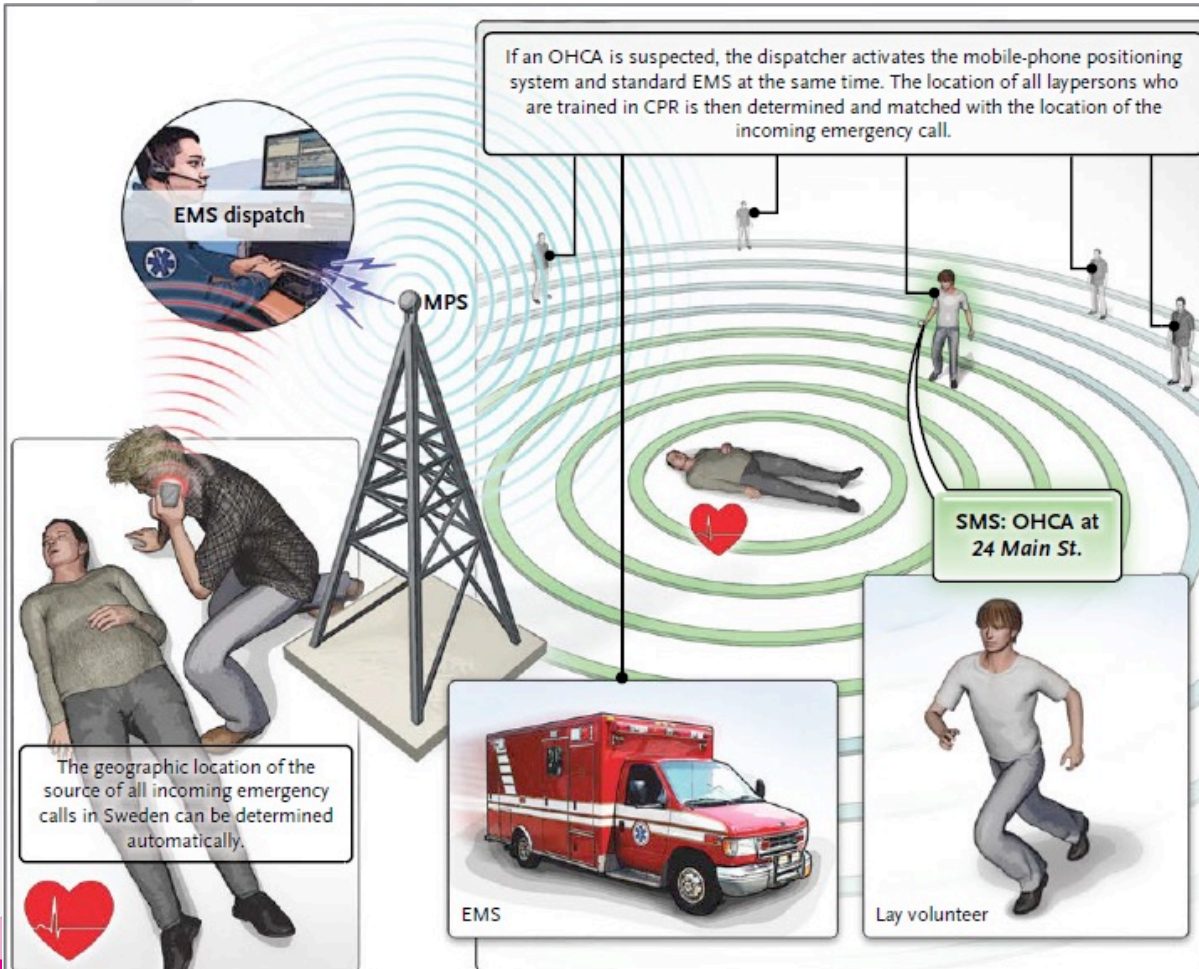 If an OHCA is suspected, the dispatcher activates the mobile-phone positioning
system and standard EMS at the same time. The location of all laypersons who
are trained in CPR is then determined and matched with the location of the
incoming emergency call.
EMS dispatch
MPS
SMS: OHCA at
24 Main St.
The geographic location of the
source of all incoming emergency
calls in Sweden can be determined
automatically.
EMS
Lay volunteer